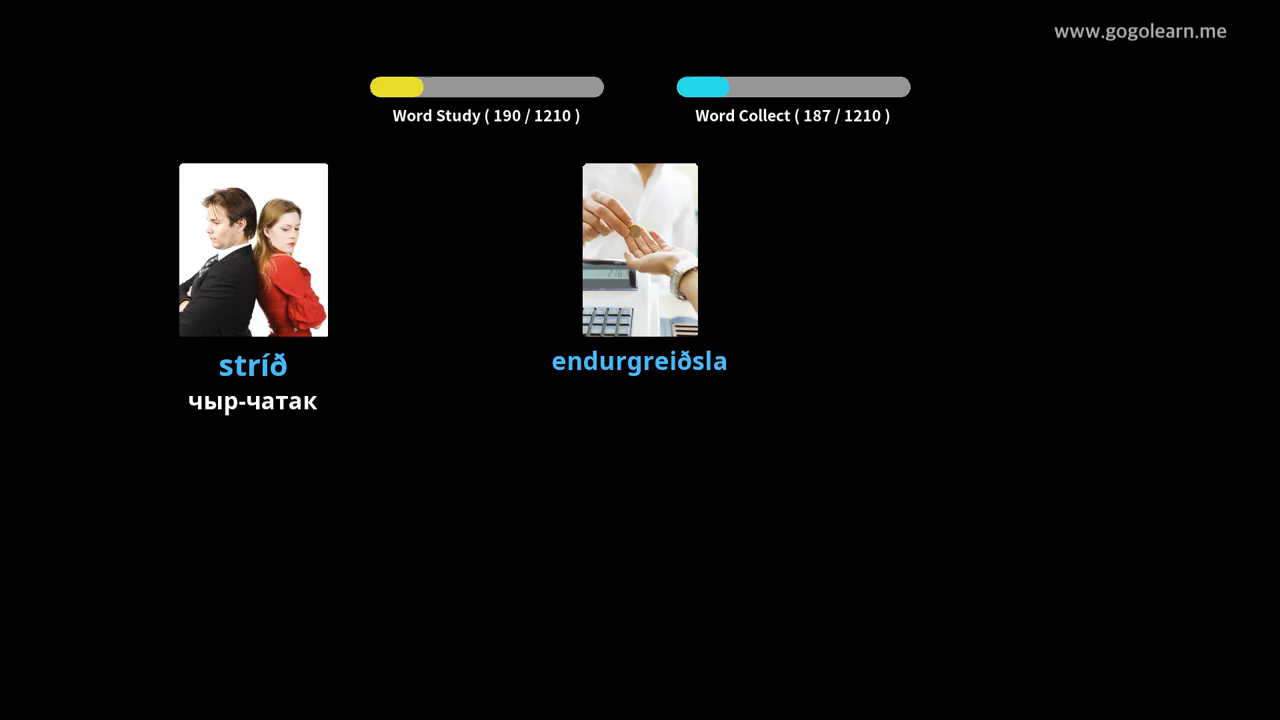 www.gogolearn.me
Word Study ( 190 / 1210 )
Word Collect ( 187 / 1210 )
stríð
чыр-чатак
endurgreiðsla